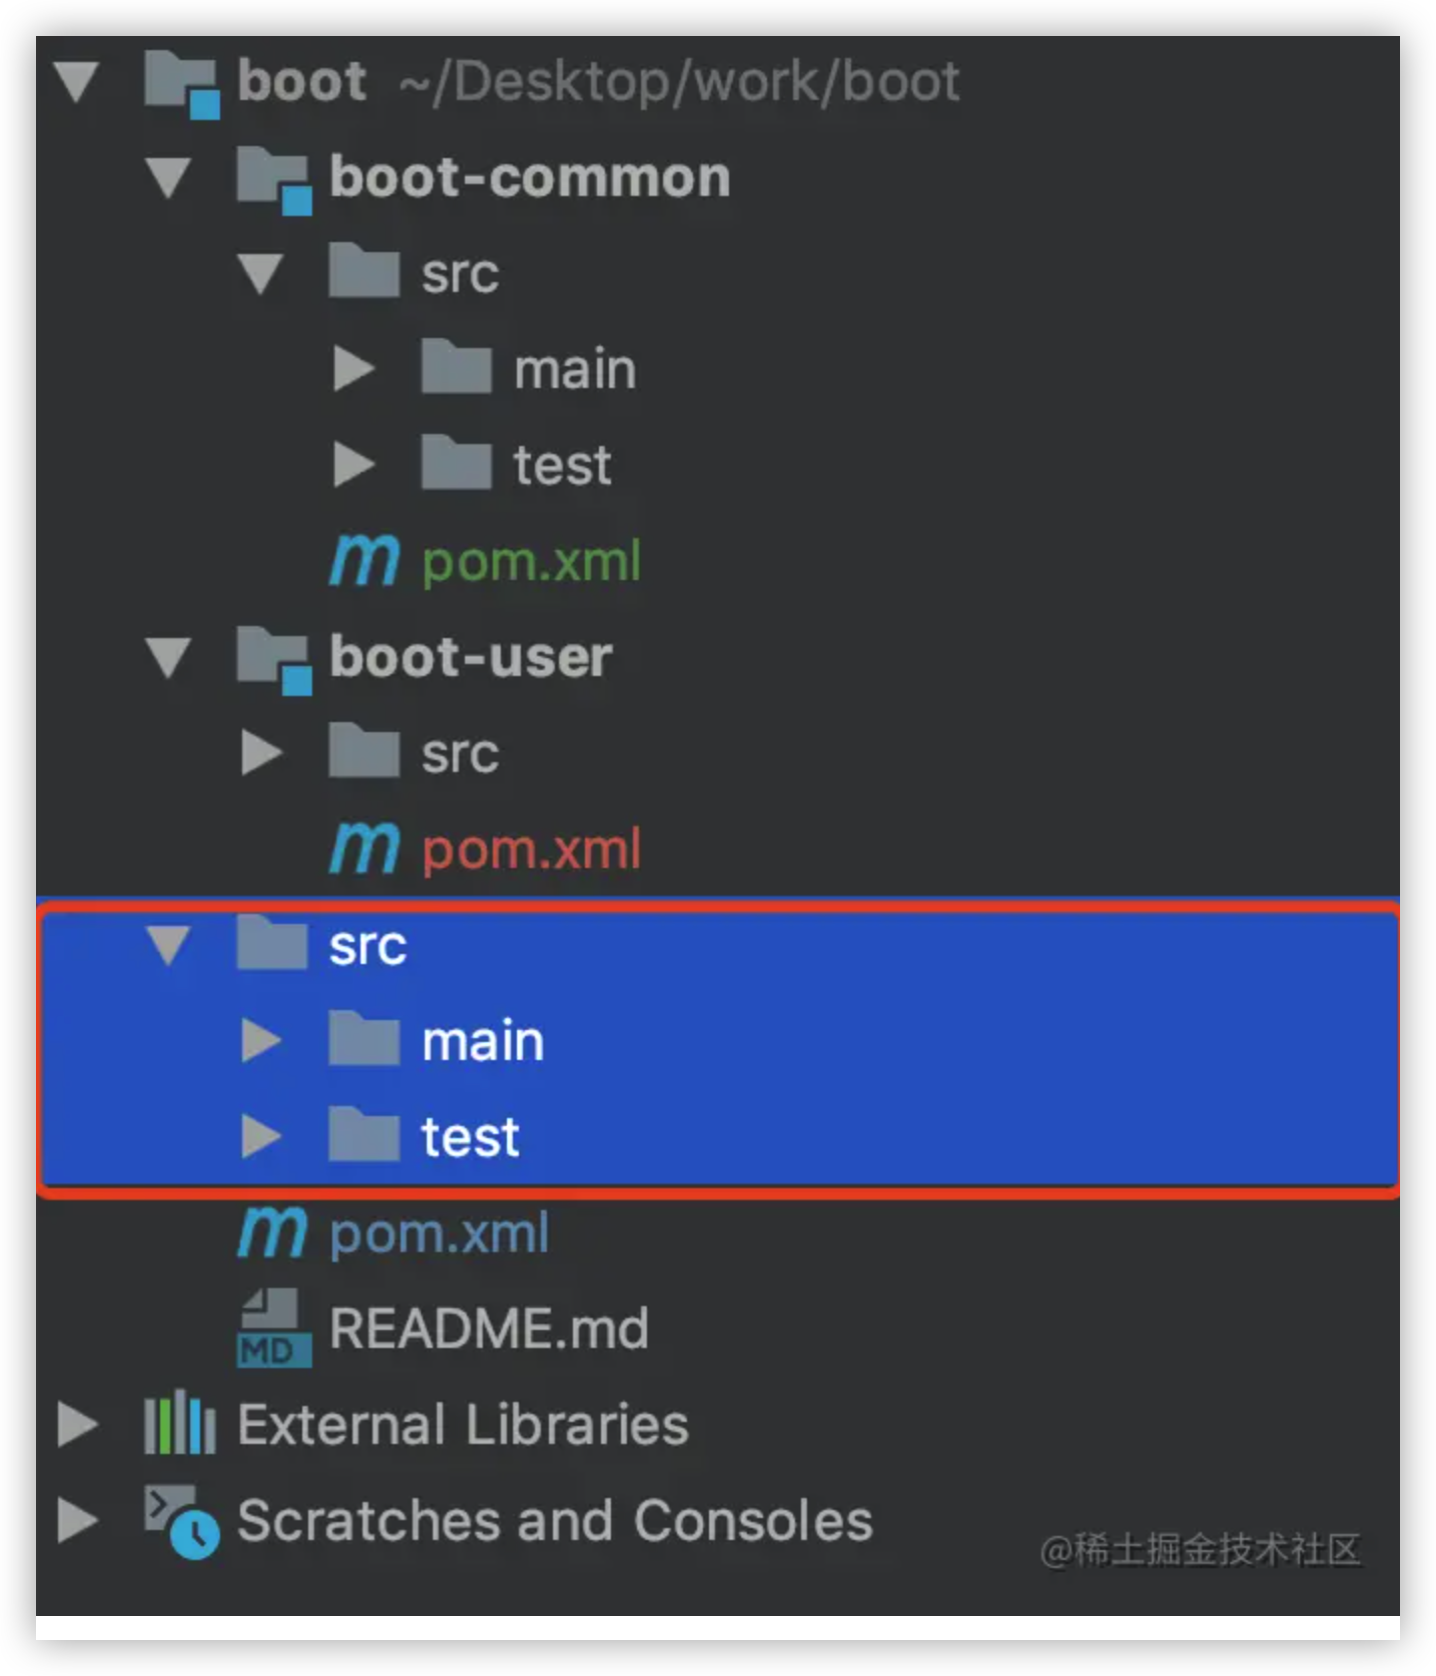 boot ~/Desktop/work/boot
boot-common
src
main
test
pom.xml
boot-user
src
pom.xml
src
main
test
pom.xml
README.md
External Libraries
Scratches and Consoles
@稀土掘金技术社区